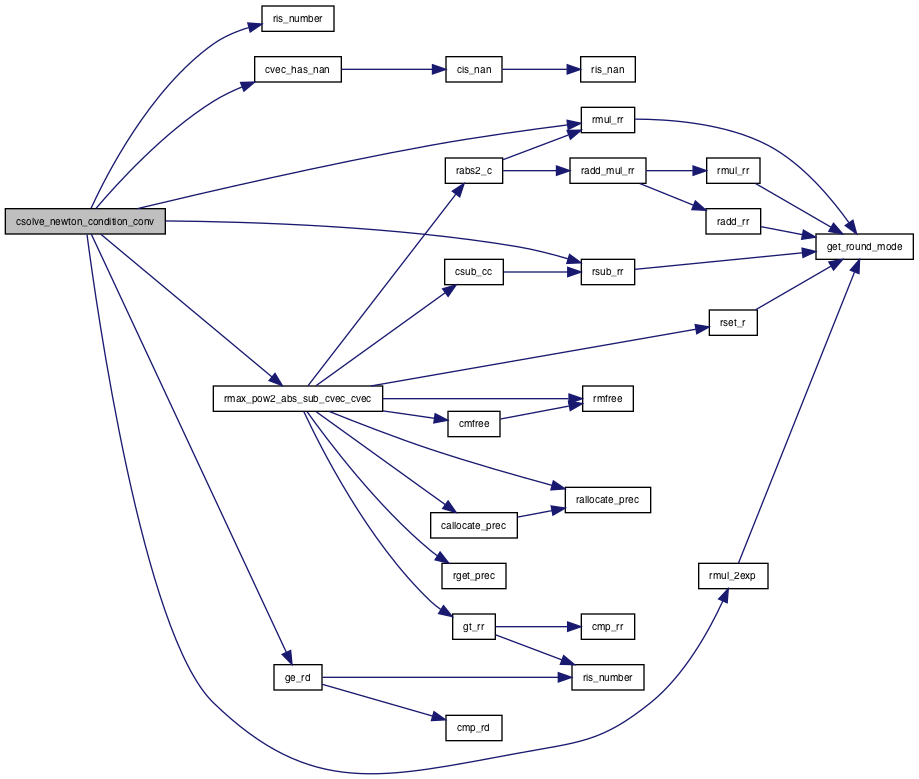 ris_number
cvec_has_nan
cis_nan
ris_nan
rmul_rr
rabs2_c
radd_mul_rr
rmul_rr
csolve_newton_condition_conv
radd_rr
get_round_mode
csub_cc
rsub_rr
rset_r
rmax_pow2_abs_sub_cvec_cvec
rmfree
cmfree
rallocate_prec
callocate_prec
rget_prec
rmul_2exp
gt_rr
cmp_rr
ge_rd
ris_number
cmp_rd